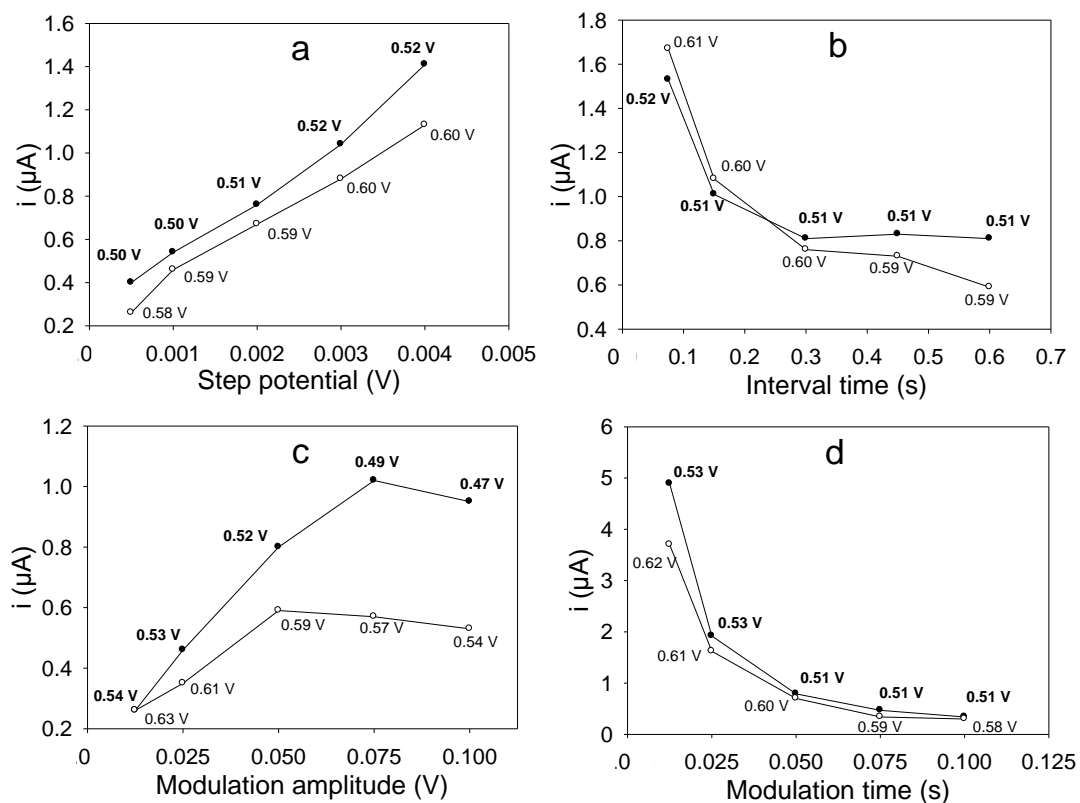 a
1.6
1.4
1.2
1.0
0.8
0.6
0.4
0.2
i (μA)
0.52 V
0.52 V
0.51 V
0.50 V
0.50 V
0.60 V
0.60 V
0.59 V
0.59 V
0.58 V
.0
0.001
0.002
0.003
0.004
0.005
Step potential (V)
b
1.8
1.6
1.4
1.2
1.0
0.8
0.6
0.4
i (μA)
0.61 V
0.52 V
0.60 V
0.51 V
0.51 V
0.51 V
0.51 V
0.60 V
0.59 V
0.59 V
0
0.1
0.2
0.3
0.4
0.5
0.6
0.7
Interval time (s)
c
1.2
1.0
0.8
0.6
0.4
0.2
i (μA)
0.49 V
0.47 V
0.52 V
0.53 V
0.54 V
0.59 V
0.57 V
0.54 V
0.61 V
0.63 V
.0
0.025
0.050
0.075
0.100
Modulation amplitude (V)
d
6
5
4
3
2
1
0
i (μA)
0.53 V
0.62 V
0.53 V
0.61 V
0.51 V
0.51 V
0.51 V
0.60 V
0.59 V
0.58 V
.0
0.025
0.050
0.075
0.100
0.125
Modulation time (s)